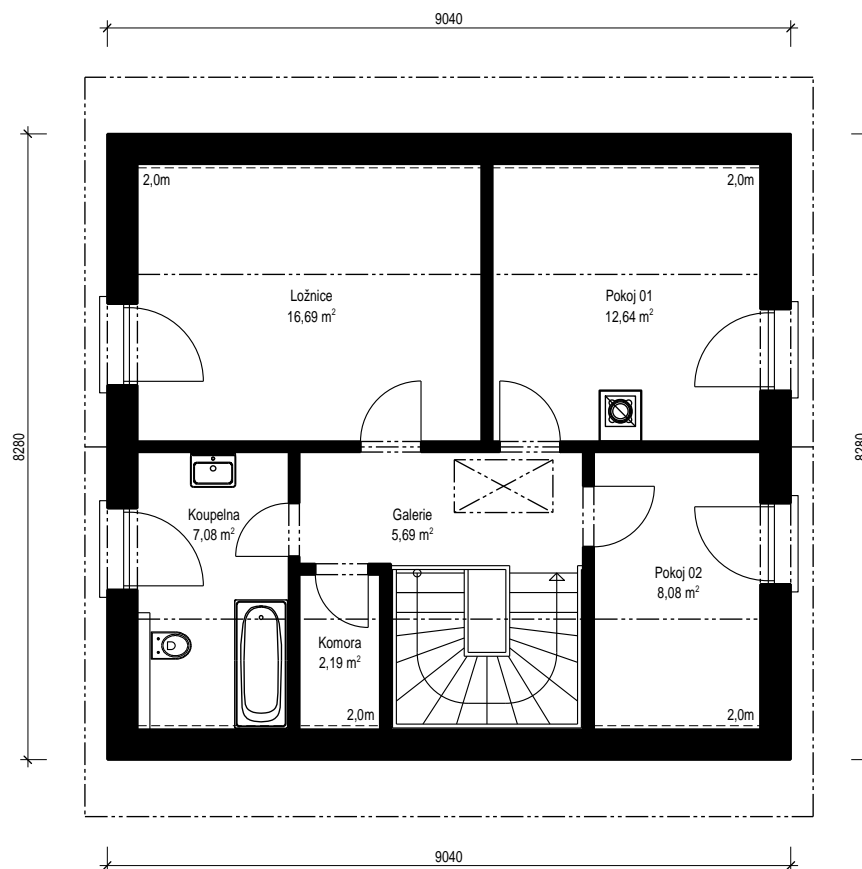 9040
2,0m
2,0m
Ložnice
16,69 m²
Pokoj 01
12,64 m²
8280
8280
Koupelna
7,08 m²
Galerie
5,69 m²
Pokoj 02
8,08 m²
Komora
2,19 m²
2,0m
2,0m
9040